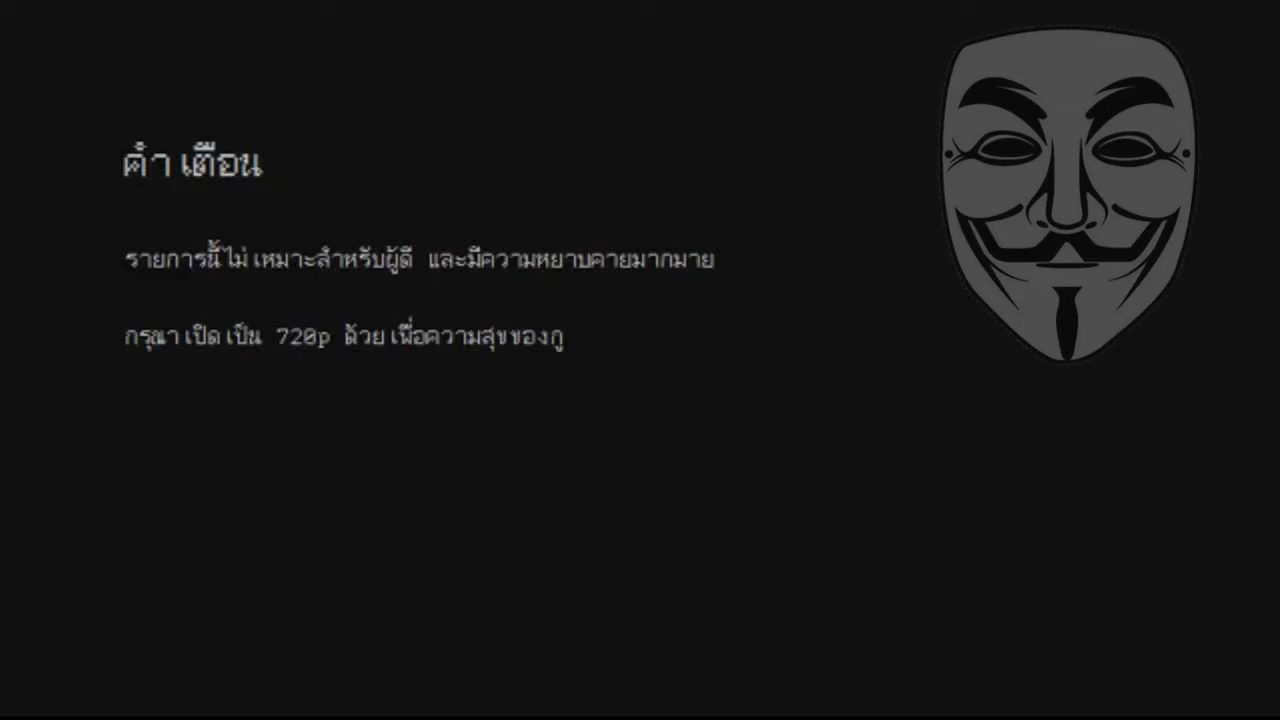 คำเตือน
รายการนี้ไม่เหมาะสำหรับผู้ดี และมีความหยาบคายมากมาย
กรุณาเปิดเป็น 720p ด้วยเพื่อความสุขของกู